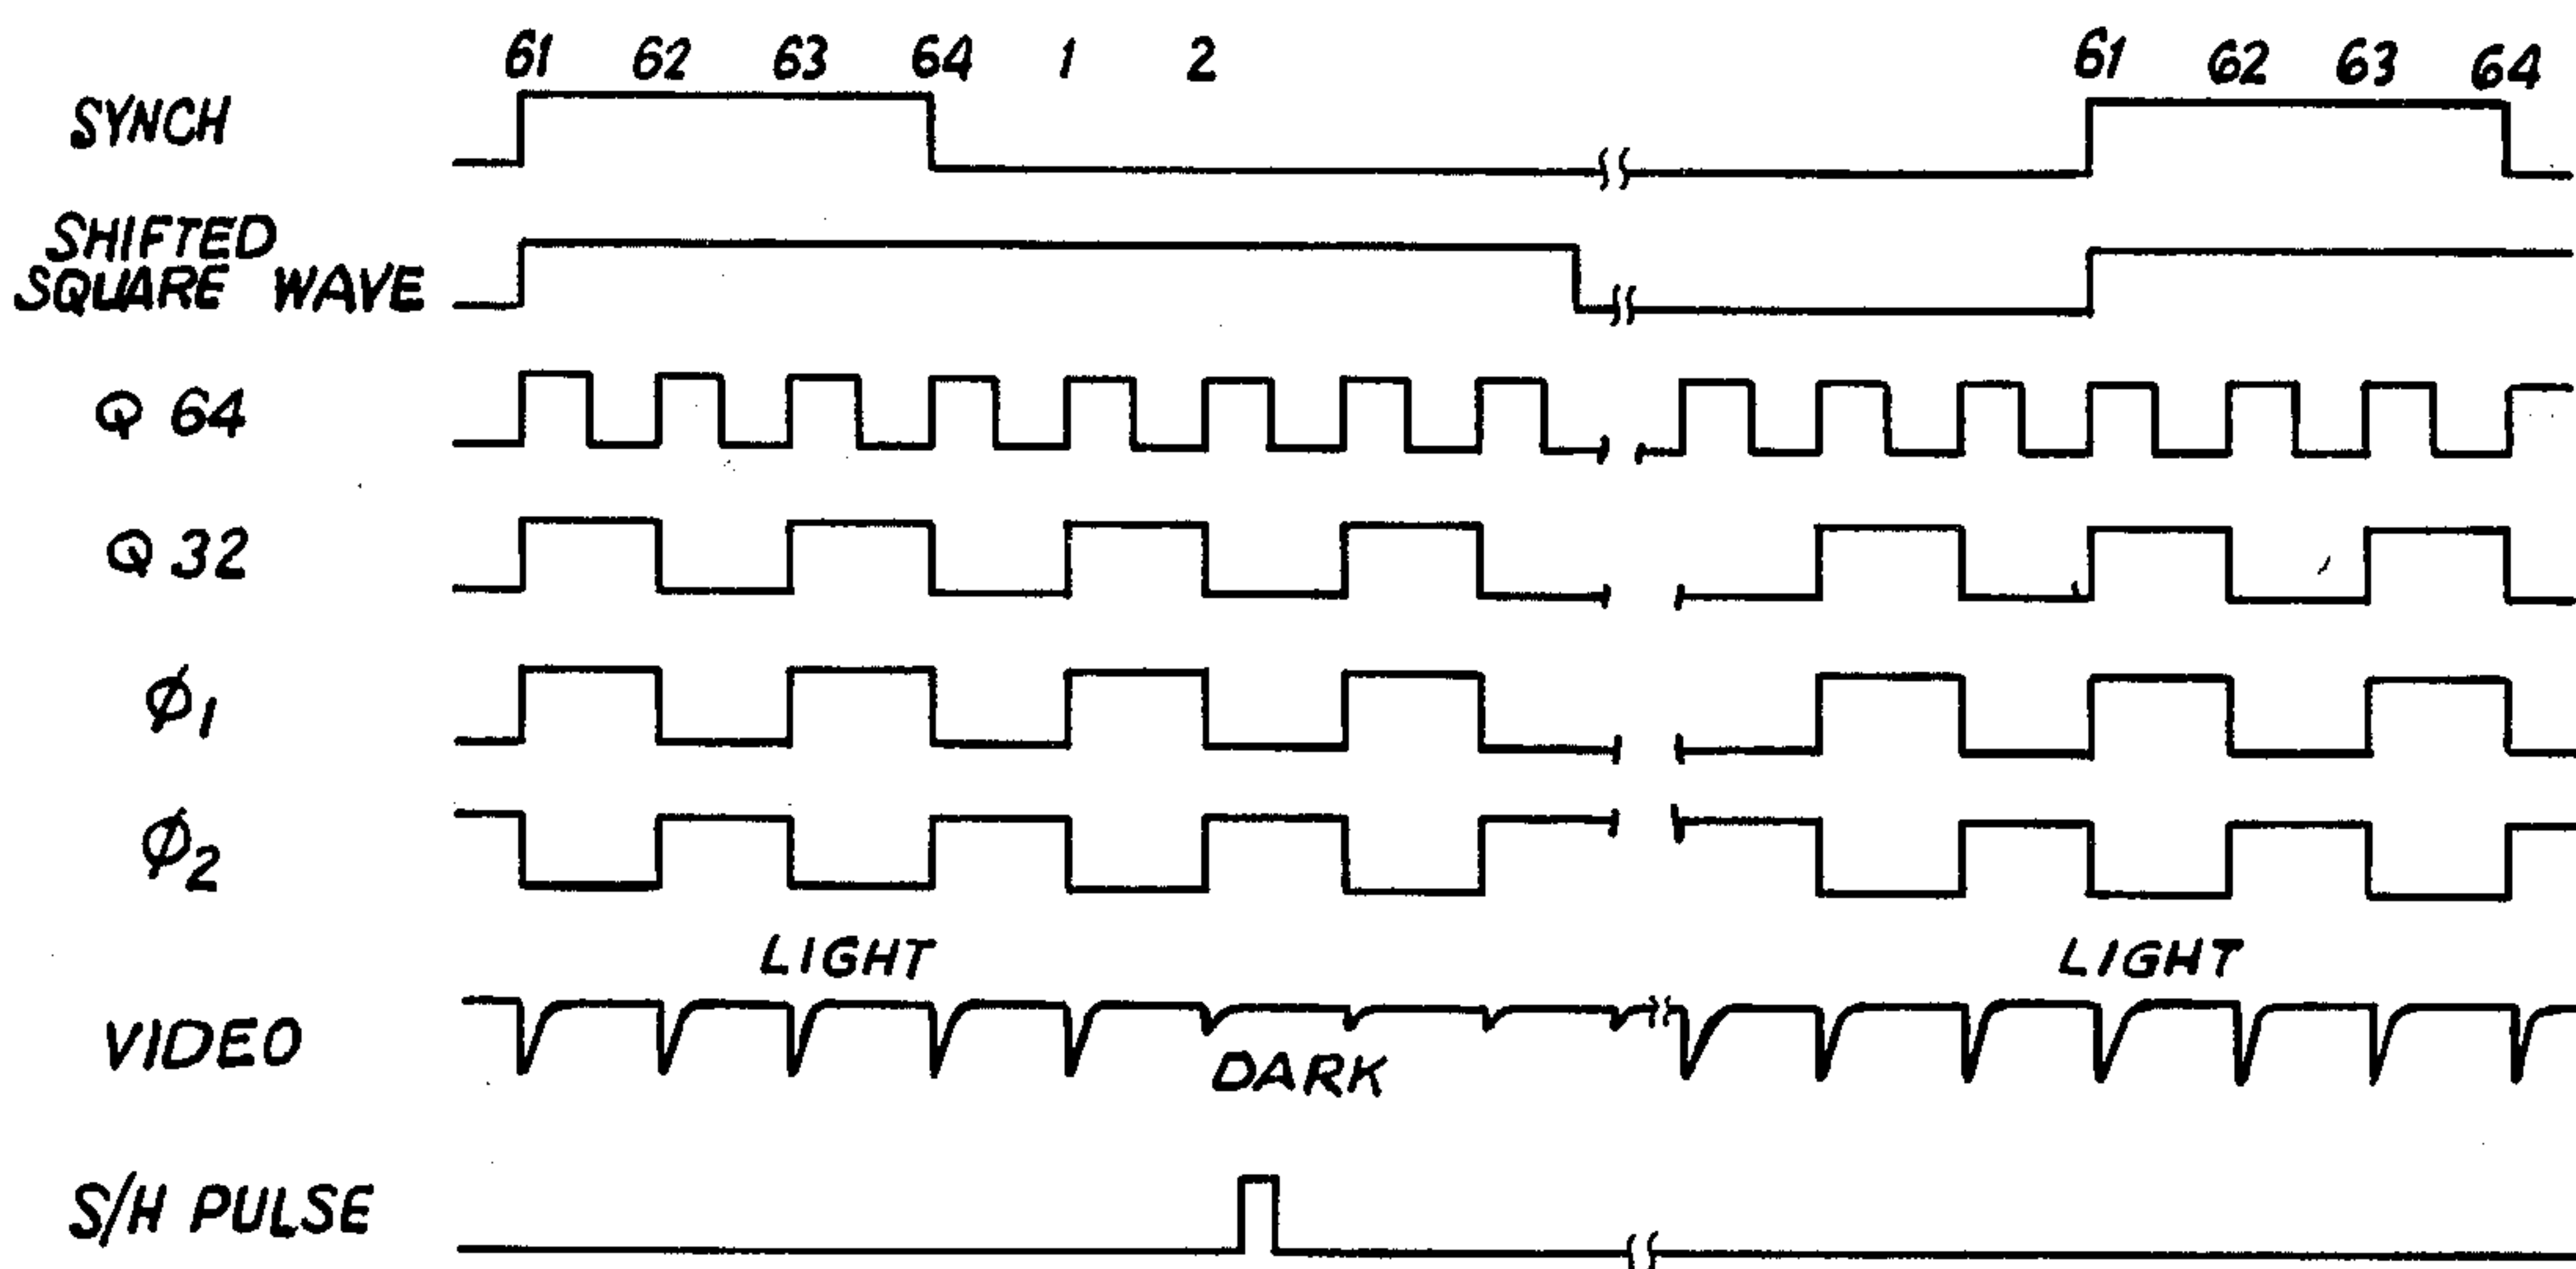 61 62 63 64 1 2 61 62 63 64
SYNCH
SHIFTED
SQUARE WAVE
Q 64
Q 32
φ1
φ2
LIGHT LIGHT
VIDEO
DARK
S/H PULSE